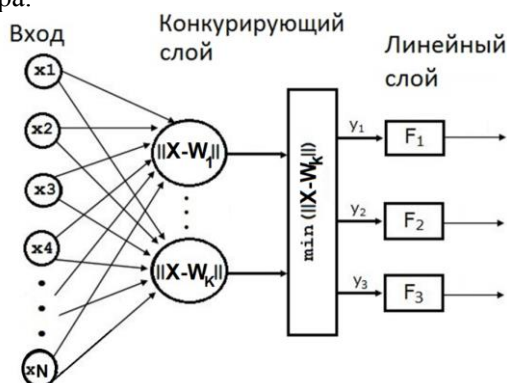 ра.
Вход
Конкурирующий
слой
Линейный
слой
x1
x2
x3
x4
xN
||X-W1||
||X-WK||
min (||X-WK||)
y1
y2
y3
F1
F2
F3